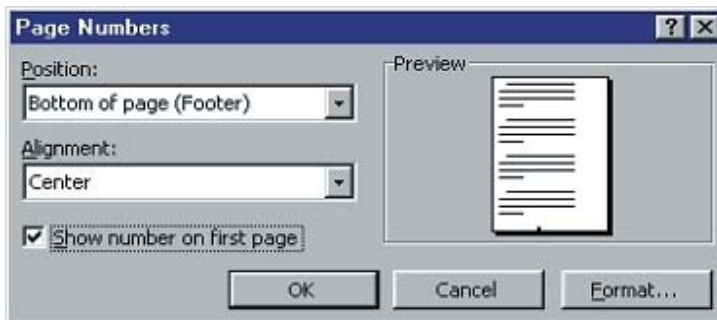 Page Numbers
Position:
Bottom of page (Footer)
Alignment:
Center
Show number on first page
Preview
OK
Cancel
Format...